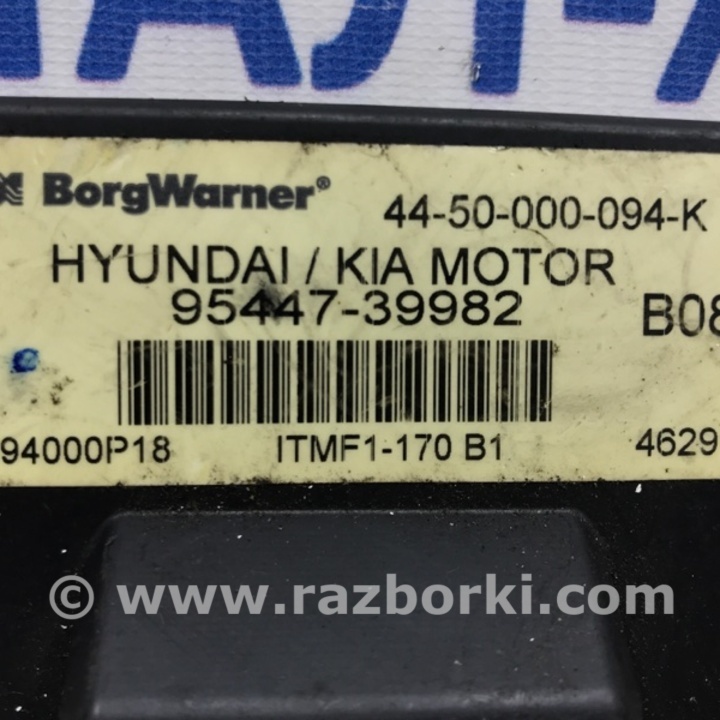 BorgWarner®
44-50-000-094-K
HYUNDAI / KIA MOTOR
95447-39982
B08
94000P18
ITMF1-170 B1
4629
© www.razborki.com